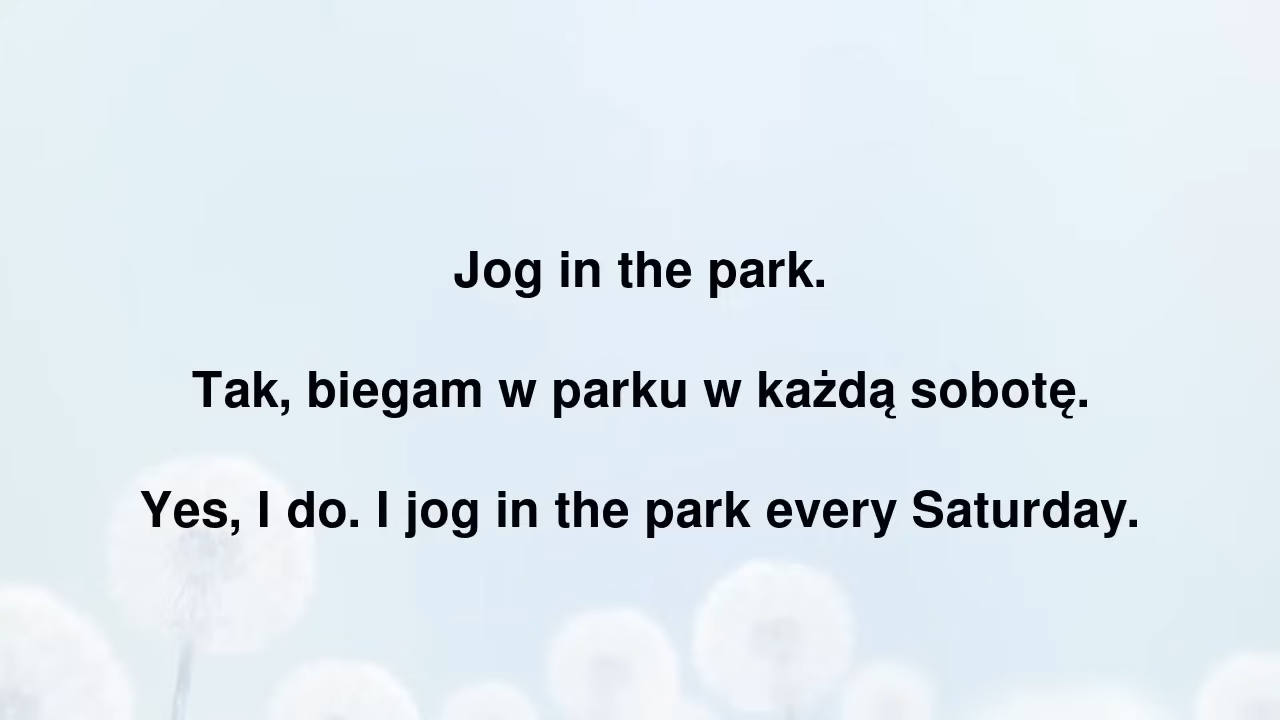 Jog in the park.
Tak, biegam w parku w każdą sobotę.
Yes, I do. I jog in the park every Saturday.